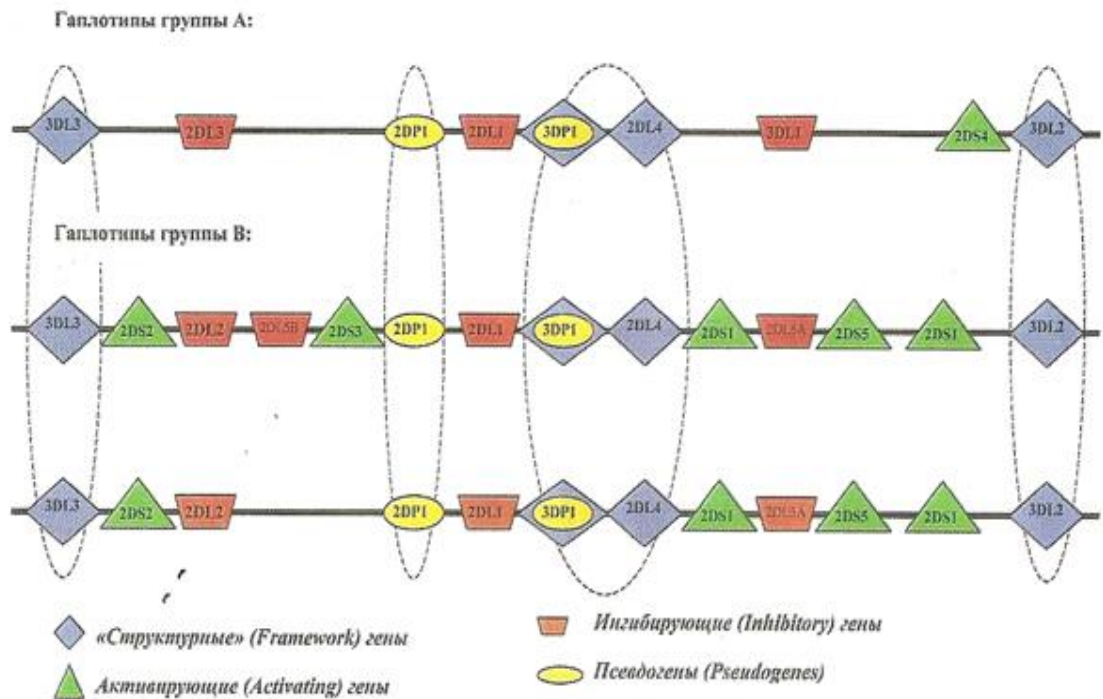 Гаплотипы группы А:
3DL3 2DL3 2DP1 2DL1 3DP1 2DL4 3DL1 2DS4 3DL2
Гаплотипы группы В:
3DL3 2DS2 2DL2 2DL5B 2DS3 2DP1 2DL1 3DP1 2DL4 2DS1 2DL5A 2DS5 2DS1 3DL2
3DL3 2DS2 2DL2 2DP1 2DL1 3DP1 2DL4 2DS1 2DL5A 2DS5 2DS1 3DL2
«Структурные» (Framework) гены
Ингибирующие (Inhibitory) гены
Активирующие (Activating) гены
Псевдогены (Pseudogenes)